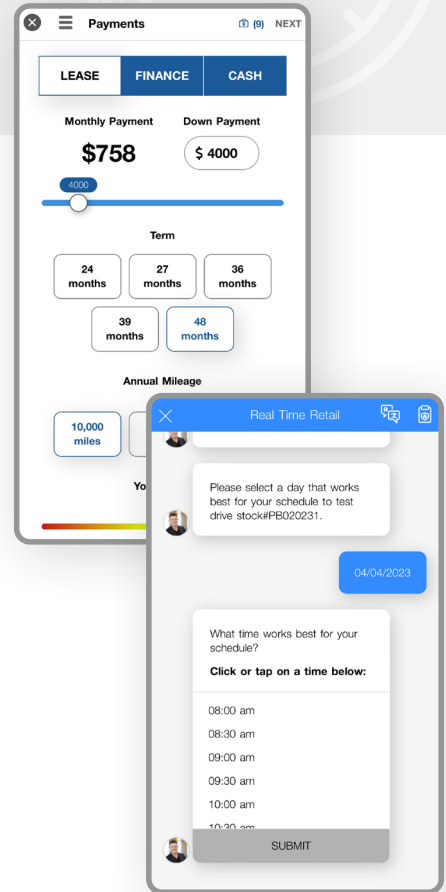 Payments
(9) NEXT
LEASE FINANCE CASH
Monthly Payment Down Payment
$758 $ 4000
4000
Term
24 27 36
months months months
39 48
months months
Annual Mileage
10,000
miles
Yo
Real Time Retail
Please select a day that works
best for your schedule to test
drive stock#PB020231.
04/04/2023
What time works best for your
schedule?
Click or tap on a time below:
08:00 am
08:30 am
09:00 am
09:30 am
10:00 am
10:30 am
SUBMIT